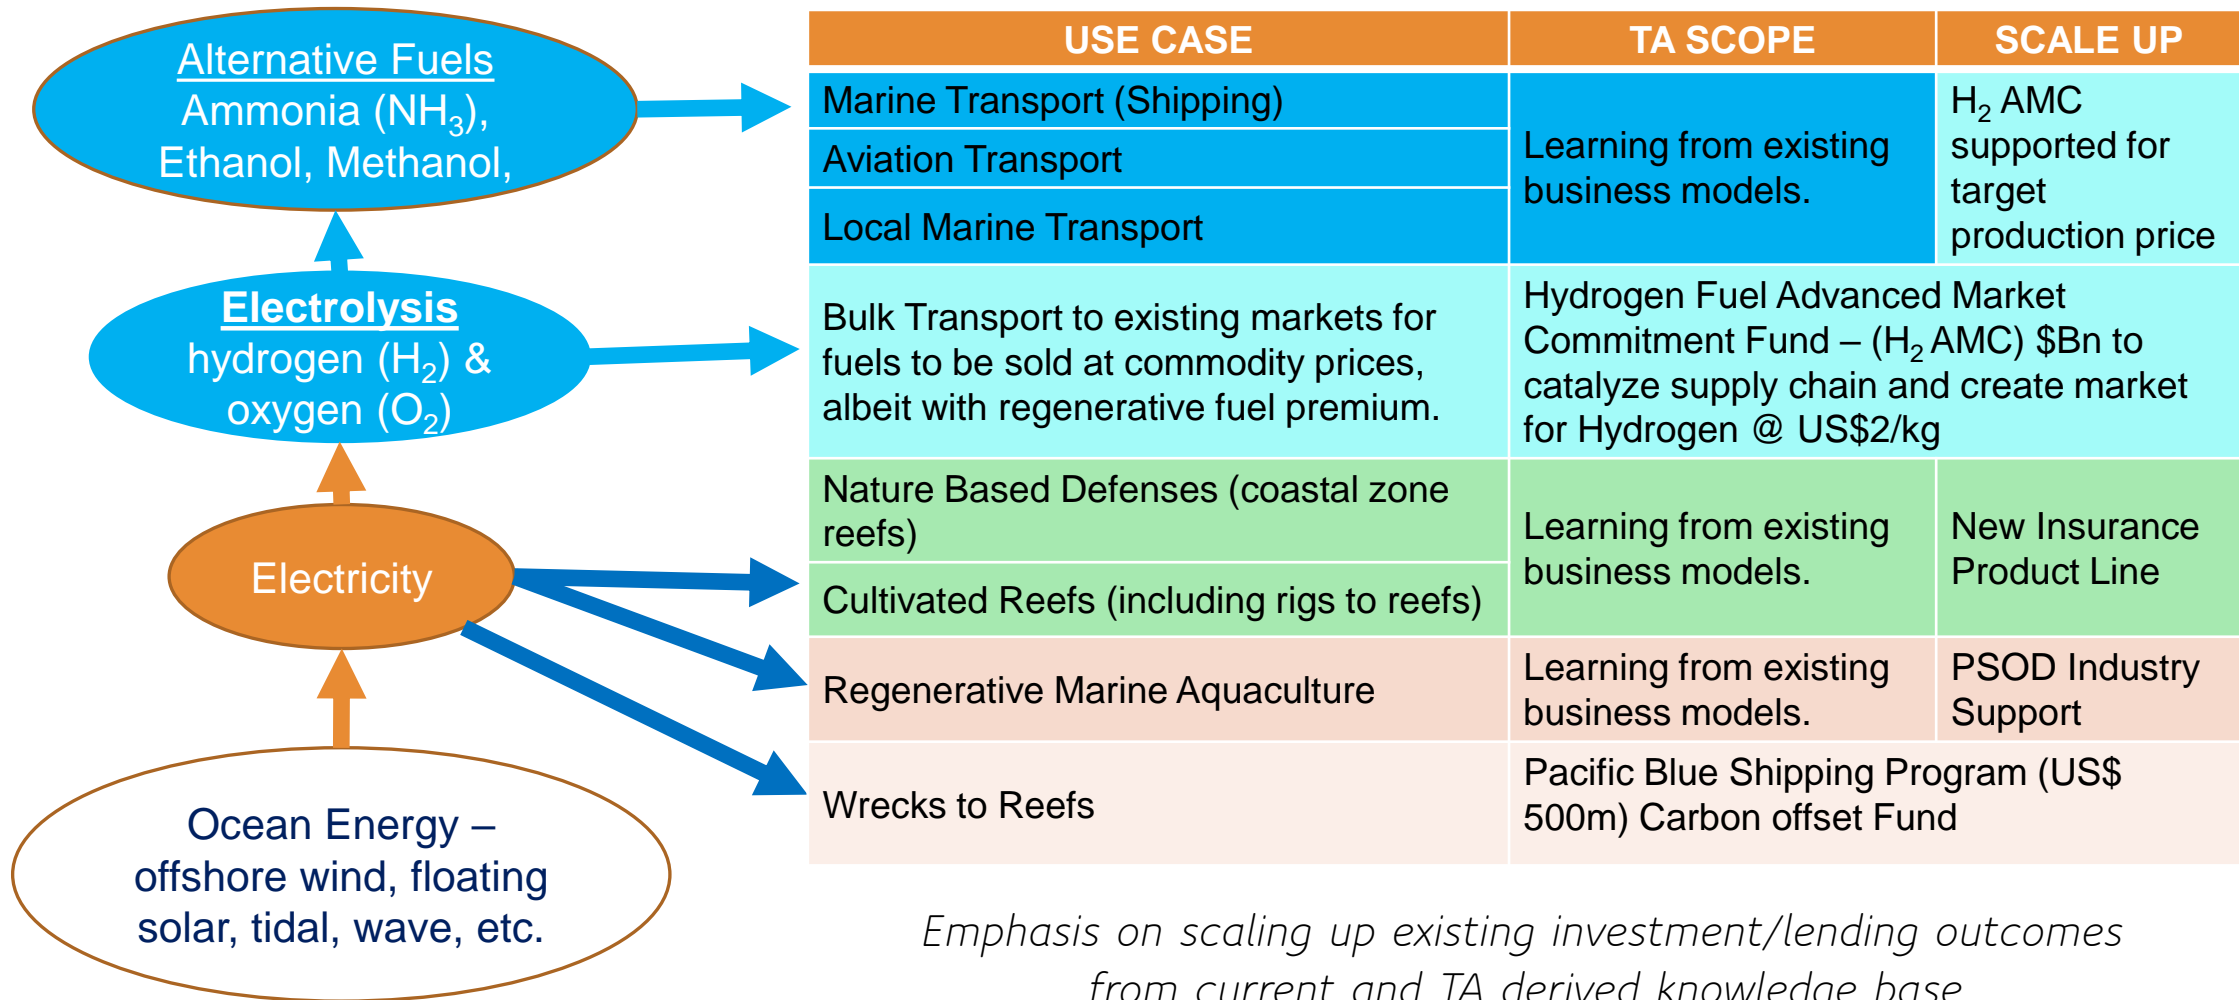 Alternative Fuels
Ammonia (NH₃),
Ethanol, Methanol,
Electrolysis
hydrogen (H₂) &
oxygen (O₂)
Electricity
Ocean Energy –
offshore wind, floating
solar, tidal, wave, etc.
USE CASE
TA SCOPE
SCALE UP
Marine Transport (Shipping)
Aviation Transport
Local Marine Transport
Learning from existing
business models.
H₂ AMC
supported for
target
production price
Bulk Transport to existing markets for
fuels to be sold at commodity prices,
albeit with regenerative fuel premium.
Hydrogen Fuel Advanced Market
Commitment Fund – (H₂ AMC) $Bn to
catalyze supply chain and create market
for Hydrogen @ US$2/kg
Nature Based Defenses (coastal zone
reefs)
Cultivated Reefs (including rigs to reefs)
Learning from existing
business models.
New Insurance
Product Line
Regenerative Marine Aquaculture
Learning from existing
business models.
PSOD Industry
Support
Wrecks to Reefs
Pacific Blue Shipping Program (US$
500m) Carbon offset Fund
Emphasis on scaling up existing investment/lending outcomes
from current and TA derived knowledge base